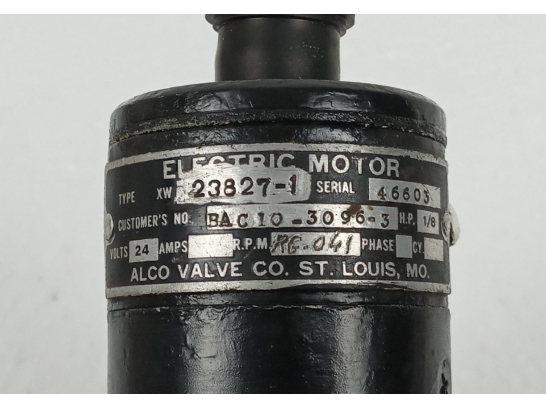 ELECTRIC MOTOR
TYPE XW 23827-1 SERIAL 46603
CUSTOMER'S NO. BAC10-3096-3 H.P. 1/8
VOLTS 24 AMPS R.P.M. RG-041 PHASE CY.
ALCO VALVE CO. ST. LOUIS, MO.